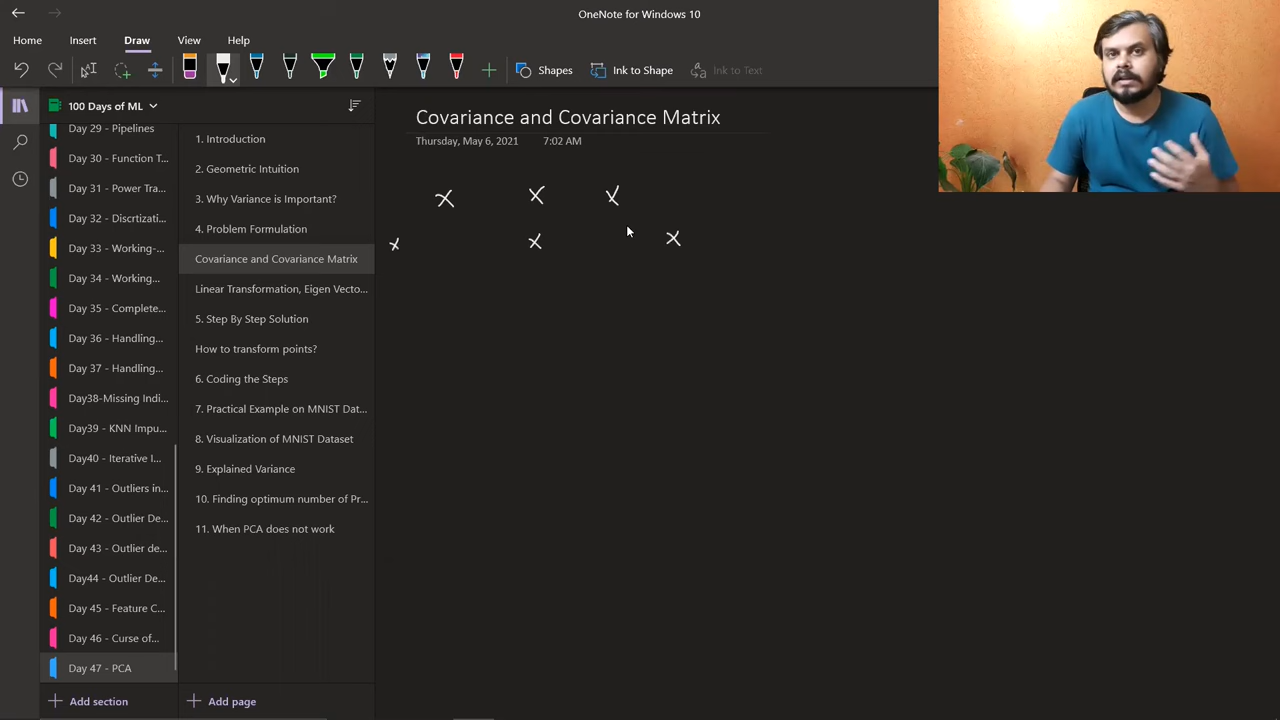 OneNote for Windows 10
Home Insert Draw View Help
Shapes Ink to Shape Ink to Text
100 Days of ML
Day 29 - Pipelines
Day 30 - Function T...
Day 31 - Power Tra...
Day 32 - Discrtizati...
Day 33 - Working-...
Day 34 - Working...
Day 35 - Complete...
Day 36 - Handling...
Day 37 - Handling...
Day38-Missing Indi...
Day39 - KNN Impu...
Day40 - Iterative I...
Day 41 - Outliers in...
Day 42 - Outlier De...
Day 43 - Outlier de...
Day44 - Outlier De...
Day 45 - Feature C...
Day 46 - Curse of...
Day 47 - PCA
Add section
1. Introduction
2. Geometric Intuition
3. Why Variance is Important?
4. Problem Formulation
Covariance and Covariance Matrix
Linear Transformation, Eigen Vecto...
5. Step By Step Solution
How to transform points?
6. Coding the Steps
7. Practical Example on MNIST Dat...
8. Visualization of MNIST Dataset
9. Explained Variance
10. Finding optimum number of Pr...
11. When PCA does not work
Add page
Covariance and Covariance Matrix
Thursday, May 6, 2021 7:02 AM
x x x
x x x